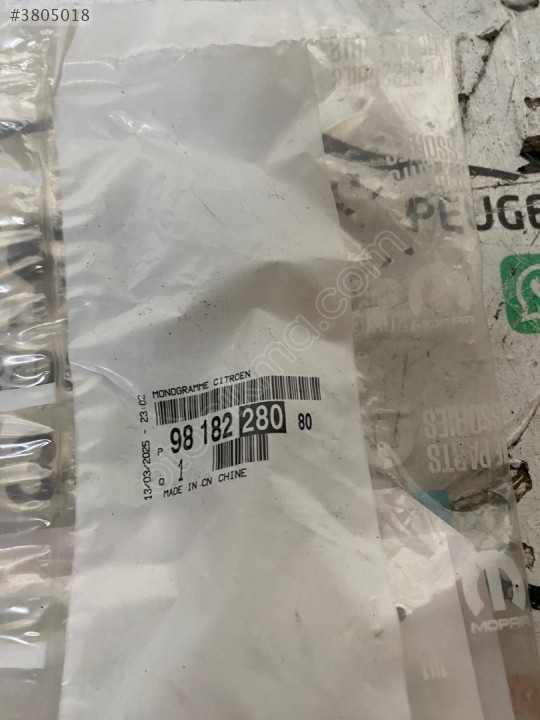 #3805018
PEUGE
MONOGRAMME CITROEN
13/03/2025 - 23:02
P 98 182 280 80
Q 1
MADE IN CN CHINE
PARTS
MOPAR